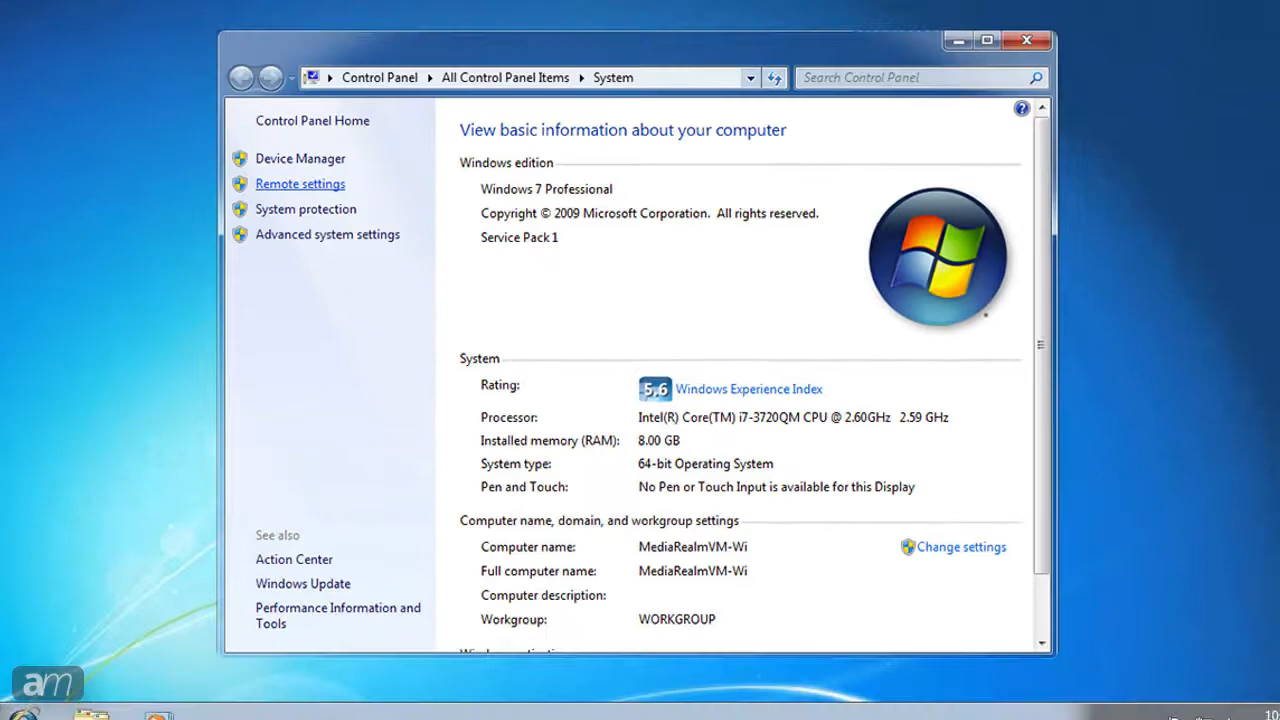 Control Panel
All Control Panel Items
System
Search Control Panel
Control Panel Home
Device Manager
Remote settings
System protection
Advanced system settings
See also
Action Center
Windows Update
Performance Information and
Tools
View basic information about your computer
Windows edition
Windows 7 Professional
Copyright © 2009 Microsoft Corporation. All rights reserved.
Service Pack 1
System
Rating:
5,6 Windows Experience Index
Processor: Intel(R) Core(TM) i7-3720QM CPU @ 2.60GHz 2.59 GHz
Installed memory (RAM): 8.00 GB
System type: 64-bit Operating System
Pen and Touch: No Pen or Touch Input is available for this Display
Computer name, domain, and workgroup settings
Computer name: MediaRealmVM-Wi Change settings
Full computer name: MediaRealmVM-Wi
Computer description:
Workgroup: WORKGROUP
am